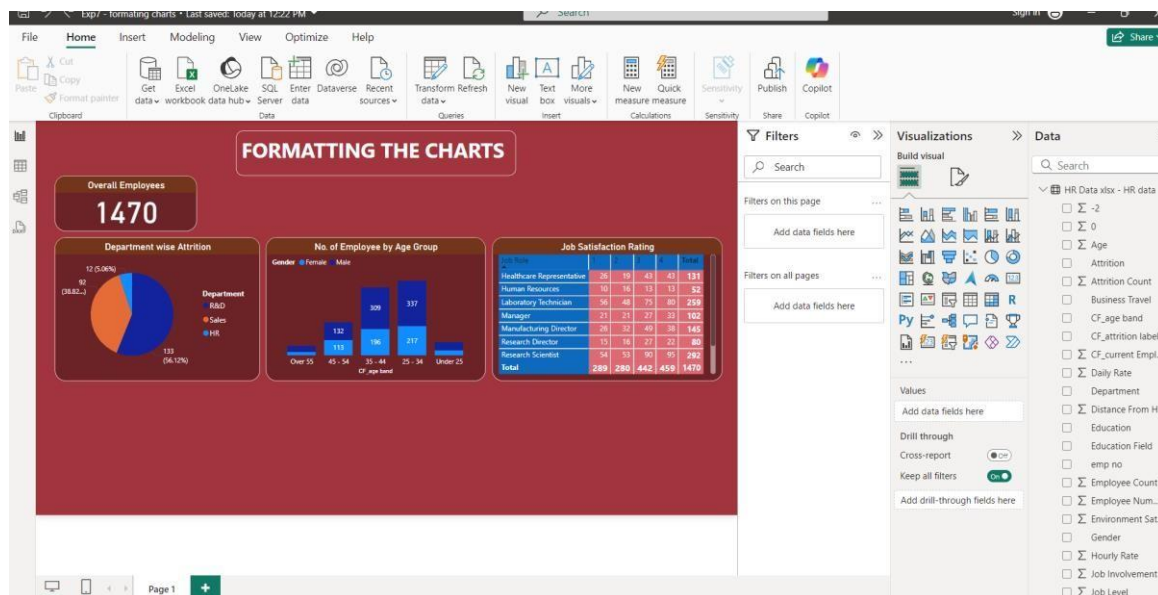 Exp7 - formating charts • Last saved: Today at 12:22 PM
Search
Sign in
File Home Insert Modeling View Optimize Help
Share
Paste
Cut
Copy
Format painter
Clipboard
Get data
Excel workbook
OneLake data hub
SQL Server
Enter data
Dataverse
Recent sources
Data
Transform data
Refresh
Queries
New visual
Text box
More visuals
Insert
New measure
Quick measure
Calculations
Sensitivity
Sensitivity
Publish
Share
Copilot
Copilot
FORMATTING THE CHARTS
Overall Employees
1470
Department wise Attrition
12 (5.06%)
92
(38.82...)
133
(56.12%)
Department
R&D
Sales
HR
No. of Employee by Age Group
Gender Female Male
132
113
309
196
337
217
Over 55 45 - 54 35 - 44 25 - 34 Under 25
CF_age band
Job Satisfaction Rating
Job Role 1 2 3 4 Total
Healthcare Representative 26 19 43 43 131
Human Resources 10 16 13 13 52
Laboratory Technician 56 48 75 80 259
Manager 21 21 27 33 102
Manufacturing Director 26 32 49 38 145
Research Director 15 16 27 22 80
Research Scientist 54 53 90 95 292
Total 289 280 442 459 1470
Filters
Search
Filters on this page ...
Add data fields here
Filters on all pages ...
Add data fields here
Visualizations
Build visual
R
Py
123
...
Values
Add data fields here
Drill through
Cross-report Off
Keep all filters On
Add drill-through fields here
Data
Search
HR Data xlsx - HR data
Σ -2
Σ 0
Σ Age
Attrition
Σ Attrition Count
Business Travel
CF_age band
CF_attrition label
Σ CF_current Empl...
Σ Daily Rate
Department
Σ Distance From H
Education
Education Field
emp no
Σ Employee Count
Σ Employee Num...
Σ Environment Sat
Gender
Σ Hourly Rate
Σ Job Involvement
Σ Job Level
Page 1
+